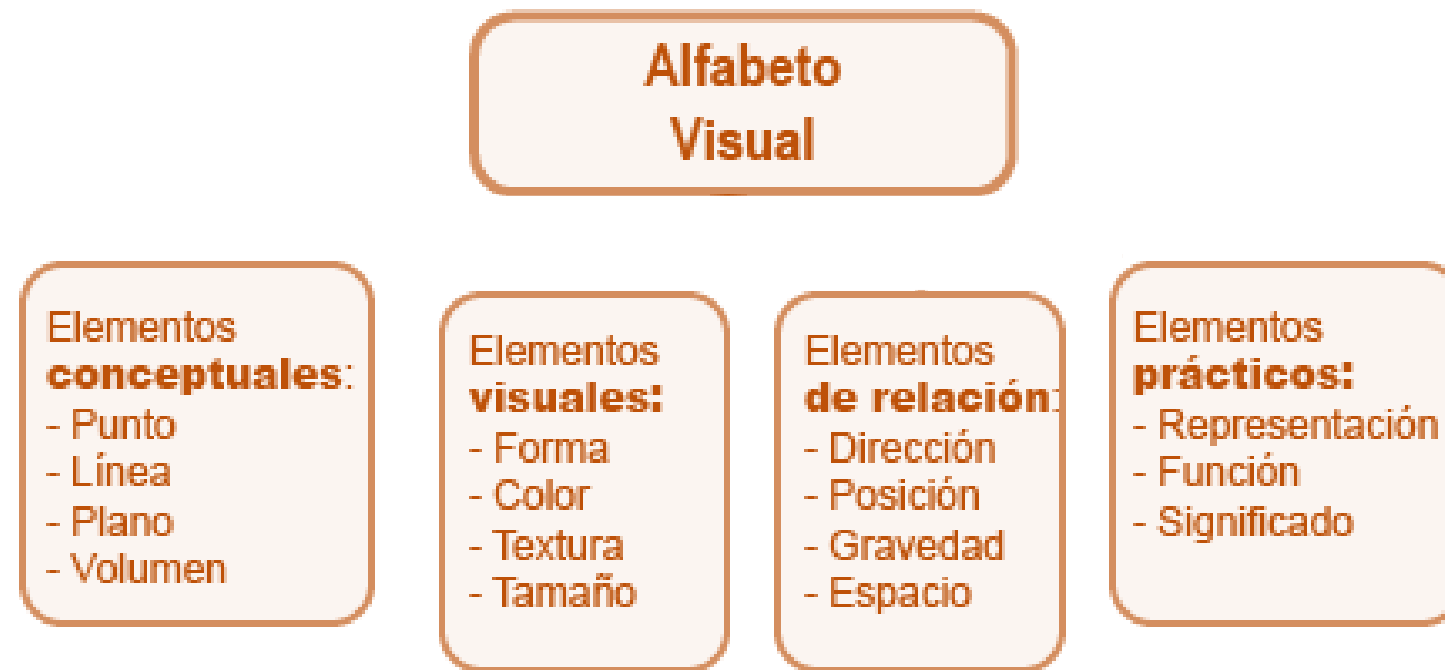 Alfabeto
Visual
Elementos
conceptuales:
- Punto
- Línea
- Plano
- Volumen
Elementos
visuales:
- Forma
- Color
- Textura
- Tamaño
Elementos
de relación:
- Dirección
- Posición
- Gravedad
- Espacio
Elementos
prácticos:
- Representación
- Función
- Significado